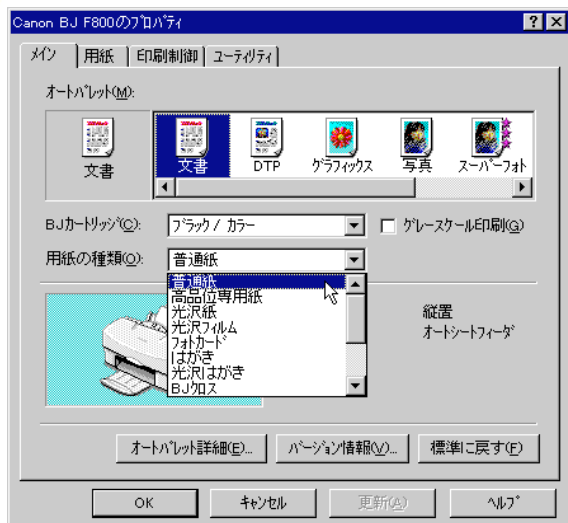 Canon BJ F800のﾌﾟﾛﾊﾟﾃｨ
ﾒｲﾝ 用紙 印刷制御 ﾕｰﾃｨﾘﾃｨ
ｵｰﾄﾊﾟﾚｯﾄ(M):
文書 文書 DTP ｸﾞﾗﾌｨｯｸｽ 写真 ｽｰﾊﾟｰﾌｫﾄ
BJｶｰﾄﾘｯｼﾞ(C): ﾌﾞﾗｯｸ / ｶﾗｰ ｸﾞﾚｰｽｹｰﾙ印刷(G)
用紙の種類(O): 普通紙
普通紙
高品位専用紙
光沢紙
光沢ﾌｨﾙﾑ
ﾌｫﾄｶｰﾄﾞ
はがき
光沢はがき
BJｸﾛｽ
縦置
ｵｰﾄｼｰﾄﾌｨｰﾀﾞ
ｵｰﾄﾊﾟﾚｯﾄ詳細(E)... ﾊﾞｰｼﾞｮﾝ情報(V)... 標準に戻す(F)
OK ｷｬﾝｾﾙ 更新(A) ﾍﾙﾌﾟ